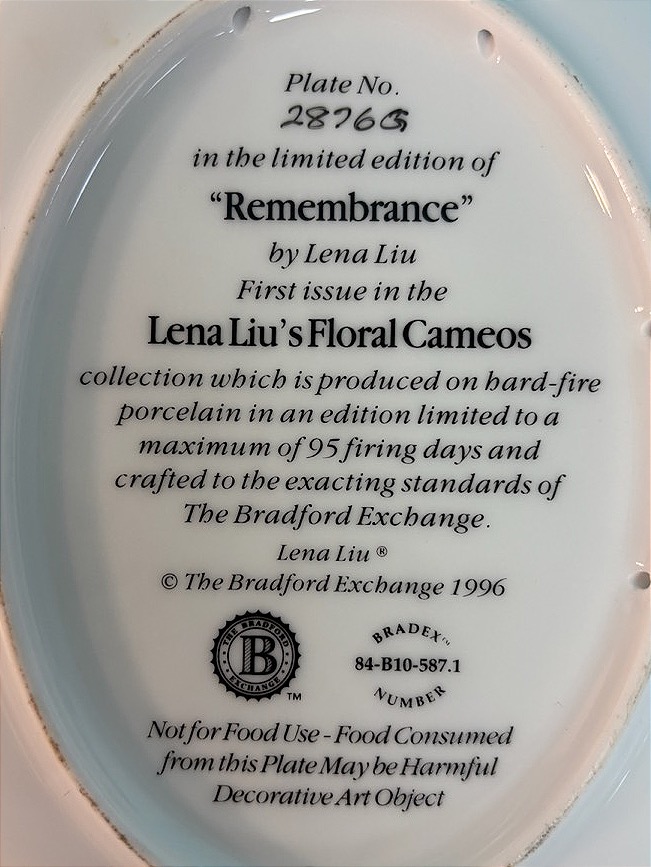 Plate No.
2876G
in the limited edition of
“Remembrance”
by Lena Liu
First issue in the
Lena Liu’s Floral Cameos
collection which is produced on hard-fire
porcelain in an edition limited to a
maximum of 95 firing days and
crafted to the exacting standards of
The Bradford Exchange.
Lena Liu ®
© The Bradford Exchange 1996
THE BRADFORD
B
EXCHANGE
TM
BRADEX™
84-B10-587.1
NUMBER
Not for Food Use - Food Consumed
from this Plate May be Harmful
Decorative Art Object